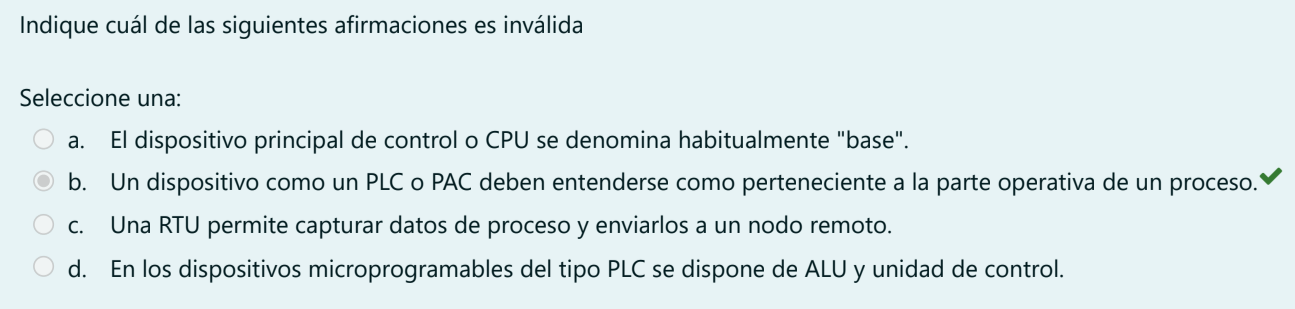 Indique cuál de las siguientes afirmaciones es inválida
Seleccione una:
a. El dispositivo principal de control o CPU se denomina habitualmente "base".
b. Un dispositivo como un PLC o PAC deben entenderse como perteneciente a la parte operativa de un proceso.
c. Una RTU permite capturar datos de proceso y enviarlos a un nodo remoto.
d. En los dispositivos microprogramables del tipo PLC se dispone de ALU y unidad de control.